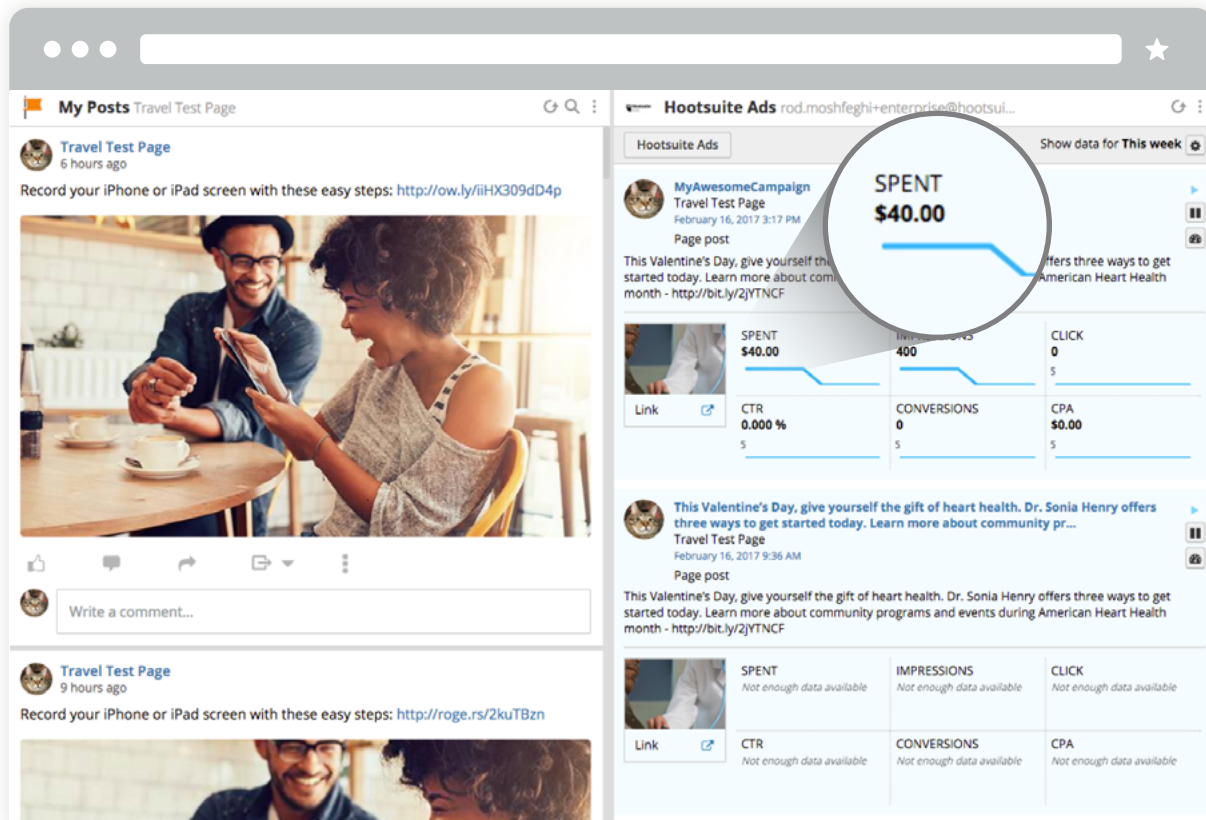 My Posts Travel Test Page
Travel Test Page
6 hours ago
Record your iPhone or iPad screen with these easy steps: http://ow.ly/iiHX309dD4p
Write a comment...
Travel Test Page
9 hours ago
Record your iPhone or iPad screen with these easy steps: http://roge.rs/2kuTBzn
Hootsuite Ads rod.moshfeghi+enterprise@hootsui...
Hootsuite Ads
Show data for This week
MyAwesomeCampaign
Travel Test Page
February 16, 2017 3:17 PM
Page post
SPENT
$40.00
This Valentine's Day, give yourself the ffers three ways to get
started today. Learn more about com American Heart Health
month - http://bit.ly/2jYTNCF
Link
SPENT
$40.00
IMPRESSIONS
400
CLICK
0
5
CTR
0.000 %
5
CONVERSIONS
0
5
CPA
$0.00
5
This Valentine's Day, give yourself the gift of heart health. Dr. Sonia Henry offers
three ways to get started today. Learn more about community pr...
Travel Test Page
February 16, 2017 9:36 AM
Page post
This Valentine's Day, give yourself the gift of heart health. Dr. Sonia Henry offers three ways to get
started today. Learn more about community programs and events during American Heart Health
month - http://bit.ly/2jYTNCF
Link
SPENT
Not enough data available
IMPRESSIONS
Not enough data available
CLICK
Not enough data available
CTR
Not enough data available
CONVERSIONS
Not enough data available
CPA
Not enough data available